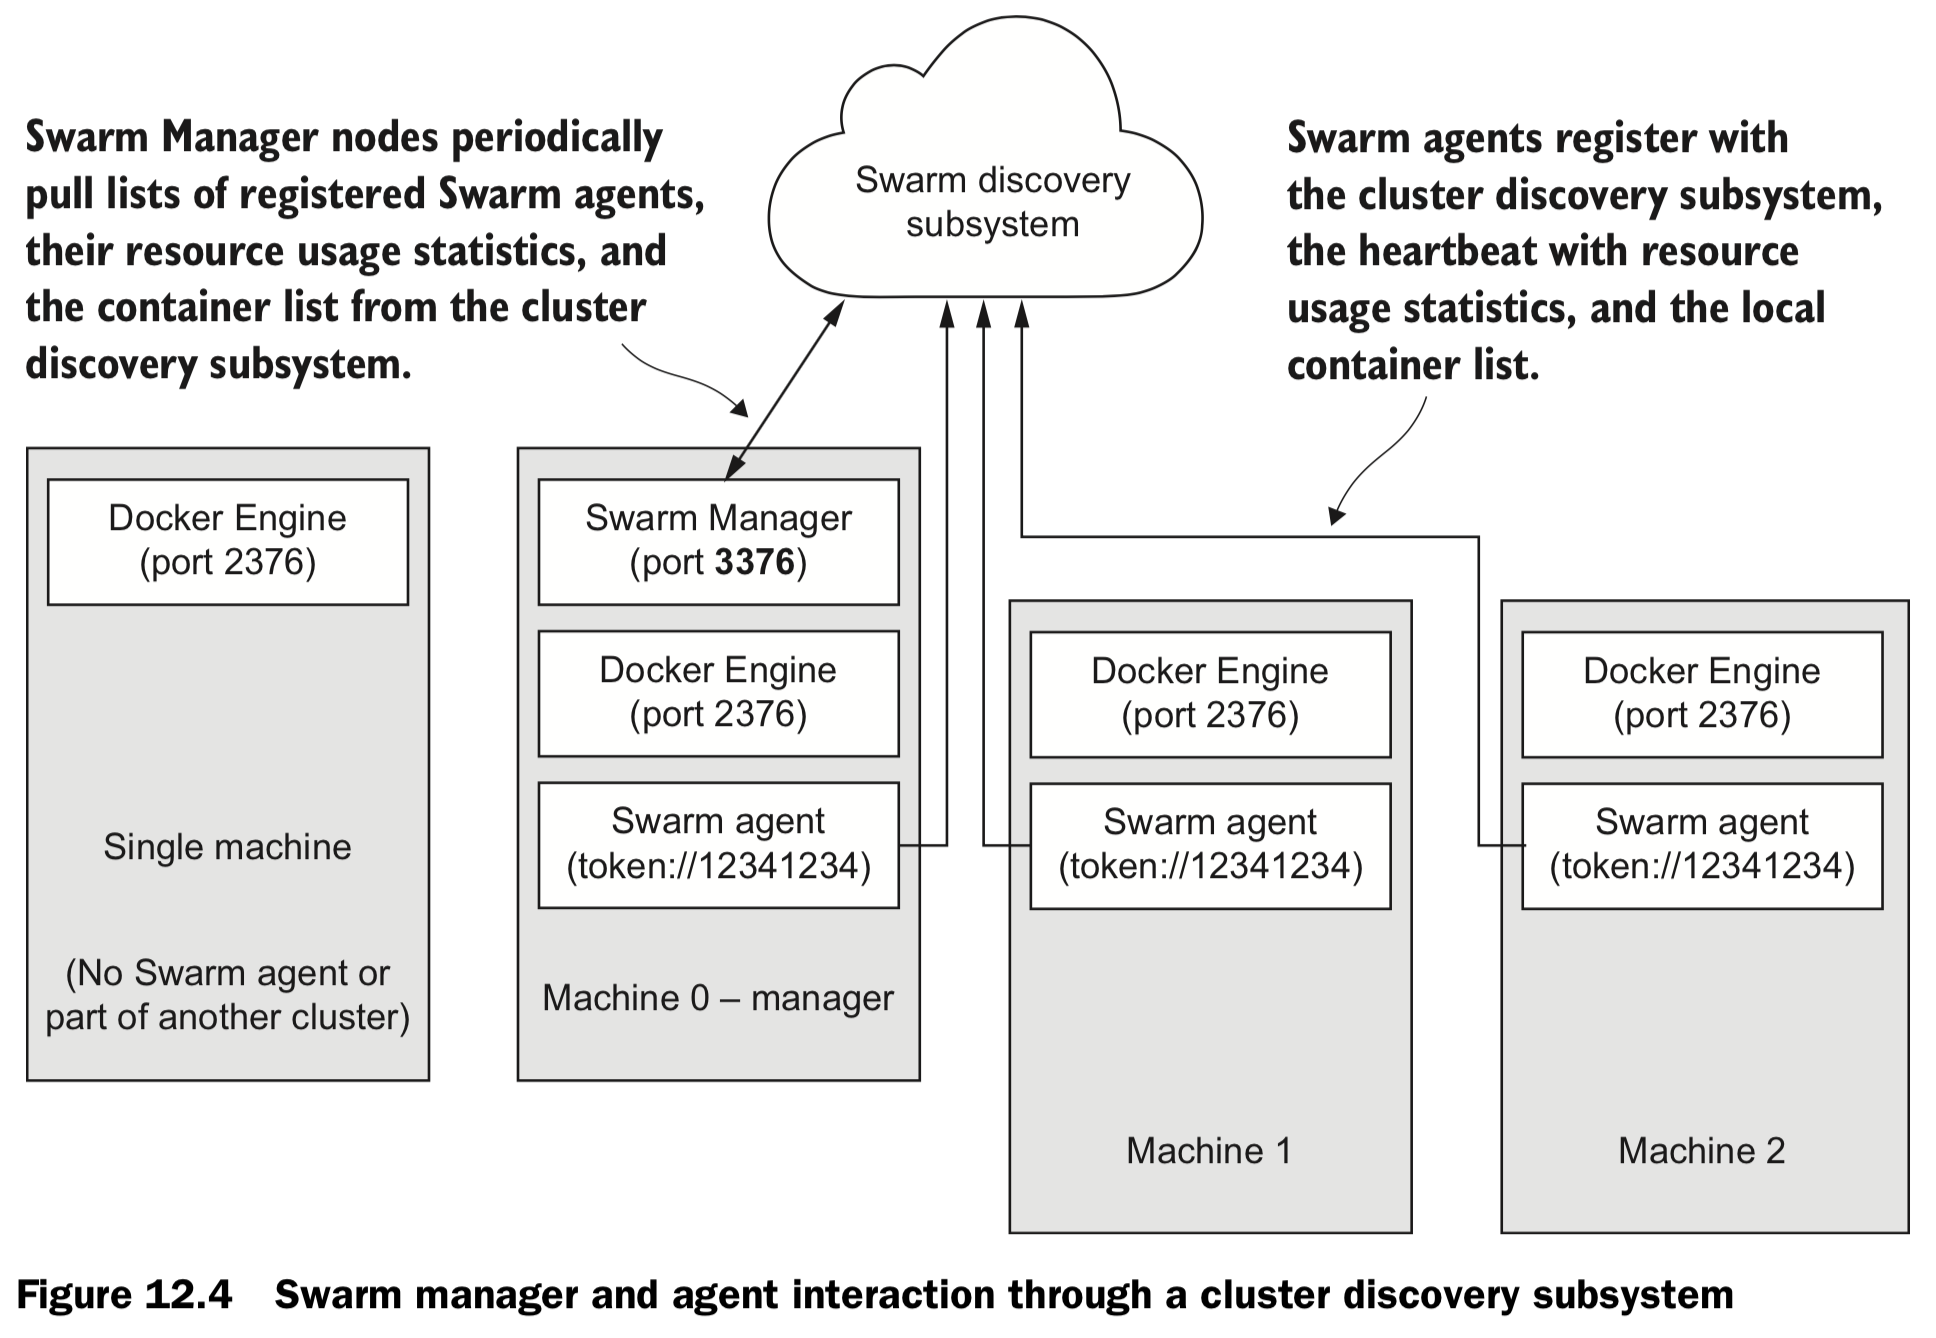 Swarm discovery
subsystem
Swarm Manager nodes periodically
pull lists of registered Swarm agents,
their resource usage statistics, and
the container list from the cluster
discovery subsystem.
Swarm agents register with
the cluster discovery subsystem,
the heartbeat with resource
usage statistics, and the local
container list.
Docker Engine
(port 2376)
Single machine
(No Swarm agent or
part of another cluster)
Swarm Manager
(port 3376)
Docker Engine
(port 2376)
Swarm agent
(token://12341234)
Machine 0 – manager
Docker Engine
(port 2376)
Swarm agent
(token://12341234)
Machine 1
Docker Engine
(port 2376)
Swarm agent
(token://12341234)
Machine 2
Figure 12.4 Swarm manager and agent interaction through a cluster discovery subsystem